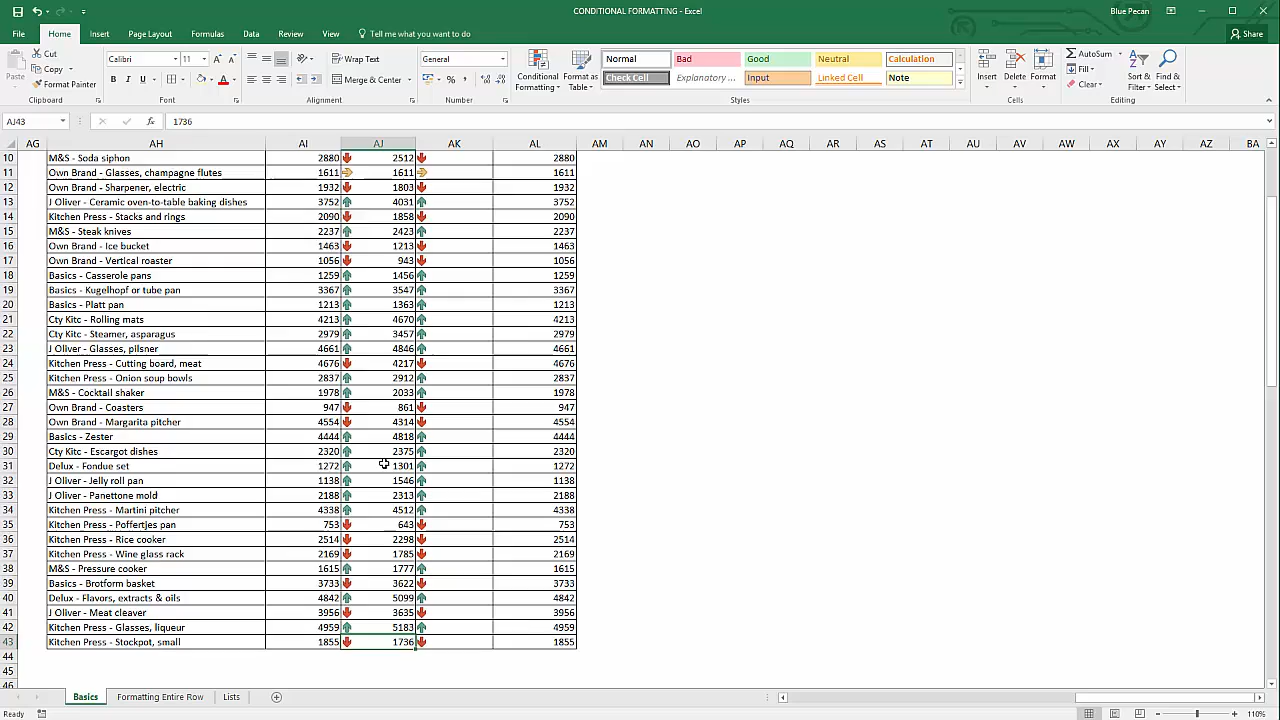 CONDITIONAL FORMATTING - Excel
Blue Pecan
File Home Insert Page Layout Formulas Data Review View Tell me what you want to do Share
Paste
Cut
Copy
Format Painter
Clipboard
Calibri 11
B I U
Font
Wrap Text
Merge & Center
Alignment
General
%
Number
Conditional Formatting
Format as Table
Normal Bad Good Neutral Calculation
Check Cell Explanatory ... Input Linked Cell Note
Styles
Insert Delete Format
Cells
AutoSum
Fill
Clear
Sort & Filter
Find & Select
Editing
AJ43 fx 1736
AG AH AI AJ AK AL AM AN AO AP AQ AR AS AT AU AV AW AX AY AZ BA
10 M&S - Soda siphon 2880 2512 2880
11 Own Brand - Glasses, champagne flutes 1611 1611 1611
12 Own Brand - Sharpener, electric 1932 1803 1932
13 J Oliver - Ceramic oven-to-table baking dishes 3752 4031 3752
14 Kitchen Press - Stacks and rings 2090 1858 2090
15 M&S - Steak knives 2237 2423 2237
16 Own Brand - Ice bucket 1463 1213 1463
17 Own Brand - Vertical roaster 1056 943 1056
18 Basics - Casserole pans 1259 1456 1259
19 Basics - Kugelhopf or tube pan 3367 3547 3367
20 Basics - Platt pan 1213 1363 1213
21 Cty Kitc - Rolling mats 4213 4670 4213
22 Cty Kitc - Steamer, asparagus 2979 3457 2979
23 J Oliver - Glasses, pilsner 4661 4846 4661
24 Kitchen Press - Cutting board, meat 4676 4217 4676
25 Kitchen Press - Onion soup bowls 2837 2912 2837
26 M&S - Cocktail shaker 1978 2033 1978
27 Own Brand - Coasters 947 861 947
28 Own Brand - Margarita pitcher 4554 4314 4554
29 Basics - Zester 4444 4818 4444
30 Cty Kitc - Escargot dishes 2320 2375 2320
31 Delux - Fondue set 1272 1301 1272
32 J Oliver - Jelly roll pan 1138 1546 1138
33 J Oliver - Panettone mold 2188 2313 2188
34 Kitchen Press - Martini pitcher 4338 4512 4338
35 Kitchen Press - Poffertjes pan 753 643 753
36 Kitchen Press - Rice cooker 2514 2298 2514
37 Kitchen Press - Wine glass rack 2169 1785 2169
38 M&S - Pressure cooker 1615 1777 1615
39 Basics - Brotform basket 3733 3622 3733
40 Delux - Flavors, extracts & oils 4842 5099 4842
41 J Oliver - Meat cleaver 3956 3635 3956
42 Kitchen Press - Glasses, liqueur 4959 5183 4959
43 Kitchen Press - Stockpot, small 1855 1736 1855
44
45
46
Basics Formatting Entire Row Lists
Ready
110%